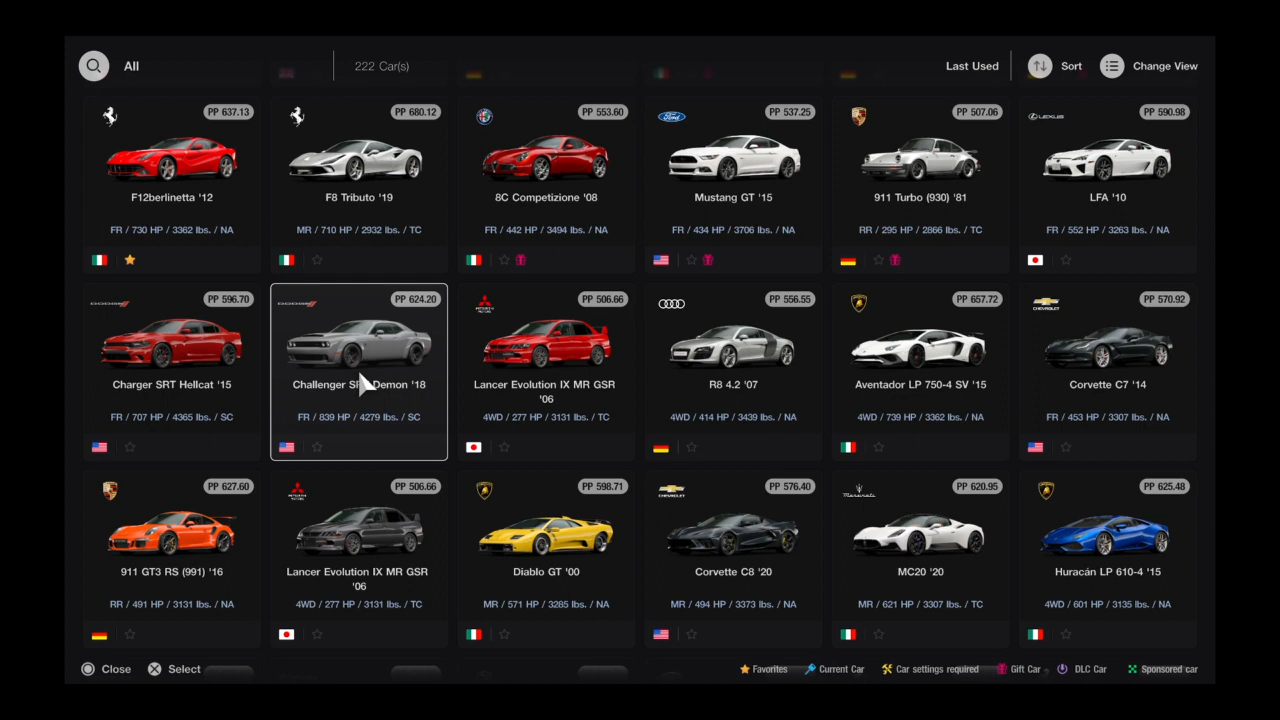 All
222 Car(s)
Last Used
Sort
Change View
PP 637.13
F12berlinetta '12
FR / 730 HP / 3362 lbs. / NA
PP 680.12
F8 Tributo '19
MR / 710 HP / 2932 lbs. / TC
PP 553.60
8C Competizione '08
FR / 442 HP / 3494 lbs. / NA
Ford
PP 537.25
Mustang GT '15
FR / 434 HP / 3706 lbs. / NA
PP 507.06
911 Turbo (930) '81
RR / 295 HP / 2866 lbs. / TC
LEXUS
PP 590.98
LFA '10
FR / 552 HP / 3263 lbs. / NA
DODGE
PP 596.70
Charger SRT Hellcat '15
FR / 707 HP / 4365 lbs. / SC
DODGE
PP 624.20
Challenger SRT Demon '18
FR / 839 HP / 4279 lbs. / SC
MITSUBISHI
MOTORS
PP 506.66
Lancer Evolution IX MR GSR
'06
4WD / 277 HP / 3131 lbs. / TC
PP 556.55
R8 4.2 '07
4WD / 414 HP / 3439 lbs. / NA
PP 657.72
Aventador LP 750-4 SV '15
4WD / 739 HP / 3362 lbs. / NA
CHEVROLET
PP 570.92
Corvette C7 '14
FR / 453 HP / 3307 lbs. / NA
PP 627.60
911 GT3 RS (991) '16
RR / 491 HP / 3131 lbs. / NA
MITSUBISHI
MOTORS
PP 506.66
Lancer Evolution IX MR GSR
'06
4WD / 277 HP / 3131 lbs. / TC
PP 598.71
Diablo GT '00
MR / 571 HP / 3285 lbs. / NA
CHEVROLET
PP 576.40
Corvette C8 '20
MR / 494 HP / 3373 lbs. / NA
Maserati
PP 620.95
MC20 '20
MR / 621 HP / 3307 lbs. / TC
PP 625.48
Huracán LP 610-4 '15
4WD / 601 HP / 3135 lbs. / NA
Close
Select
Favorites
Current Car
Car settings required
Gift Car
DLC Car
Sponsored car